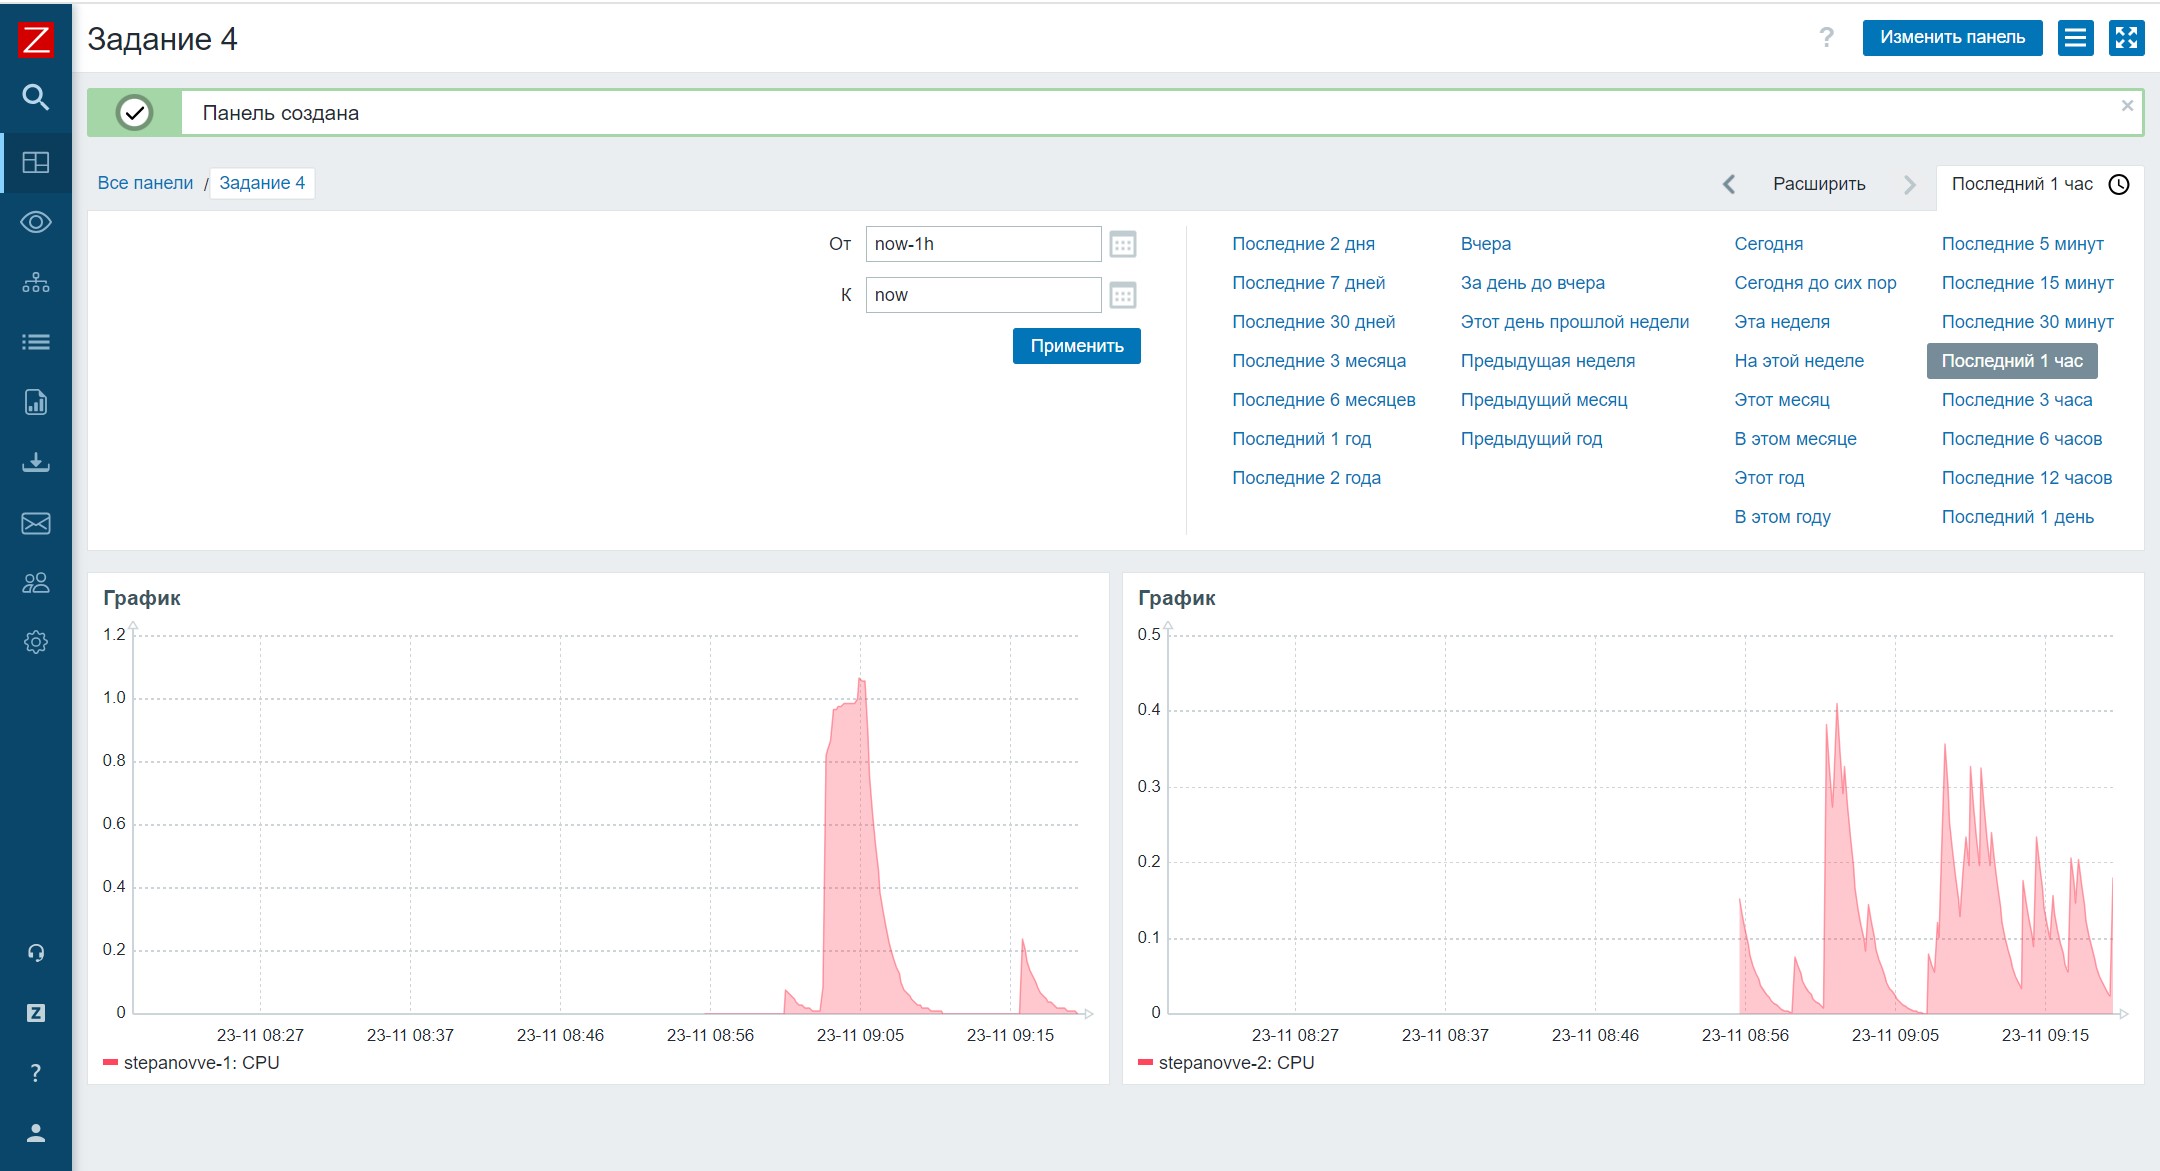 Z
Задание 4
?
Изменить панель
Панель создана
Все панели / Задание 4
Расширить
Последний 1 час
От now-1h
К now
Применить
Последние 2 дня
Последние 7 дней
Последние 30 дней
Последние 3 месяца
Последние 6 месяцев
Последний 1 год
Последние 2 года
Вчера
За день до вчера
Этот день прошлой недели
Предыдущая неделя
Предыдущий месяц
Предыдущий год
Сегодня
Сегодня до сих пор
Эта неделя
На этой неделе
Этот месяц
В этом месяце
Этот год
В этом году
Последние 5 минут
Последние 15 минут
Последние 30 минут
Последний 1 час
Последние 3 часа
Последние 6 часов
Последние 12 часов
Последний 1 день
График
1.2
1.0
0.8
0.6
0.4
0.2
0
23-11 08:27 23-11 08:37 23-11 08:46 23-11 08:56 23-11 09:05 23-11 09:15
stepanovve-1: CPU
График
0.5
0.4
0.3
0.2
0.1
0
23-11 08:27 23-11 08:37 23-11 08:46 23-11 08:56 23-11 09:05 23-11 09:15
stepanovve-2: CPU
Z
?